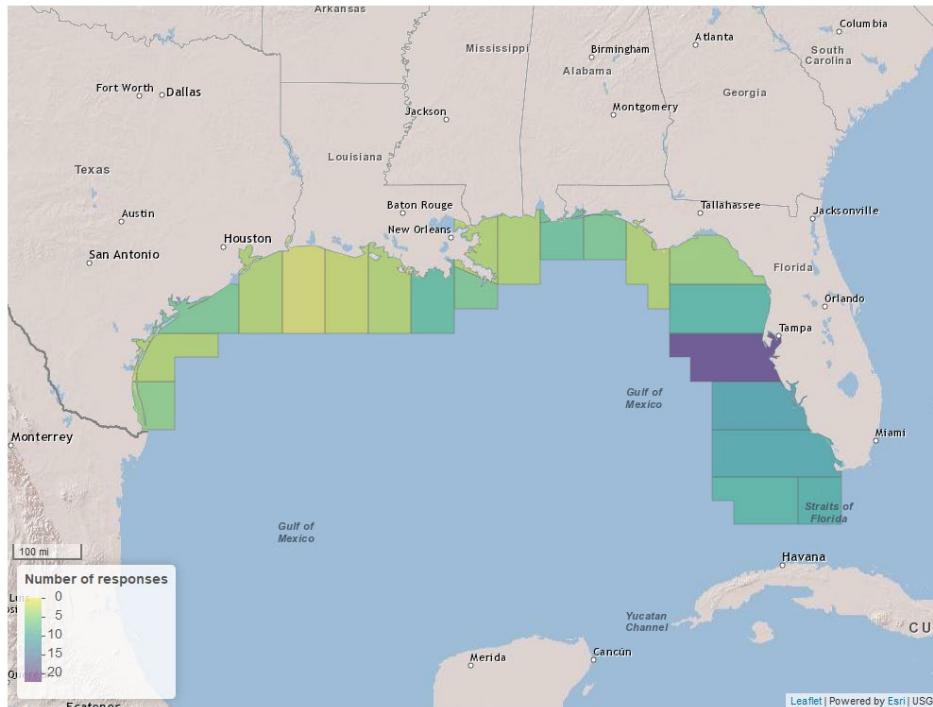 Arkansas
Columbia
Atlanta
Mississippi
Birmingham
South
Carolina
Alabama
Fort Worth
Dallas
Georgia
Jackson
Montgomery
Louisiana
Texas
Baton Rouge
Tallahassee
Austin
Jacksonville
New Orleans
Houston
San Antonio
Florida
Orlando
Tampa
Gulf of
Mexico
Monterrey
Miami
Straits of
Florida
Gulf of
Mexico
100 mi
Havana
Number of responses
0
5
10
15
20
Yucatan
Channel
CU
Merida
Cancún
Leaflet | Powered by Esri | USG